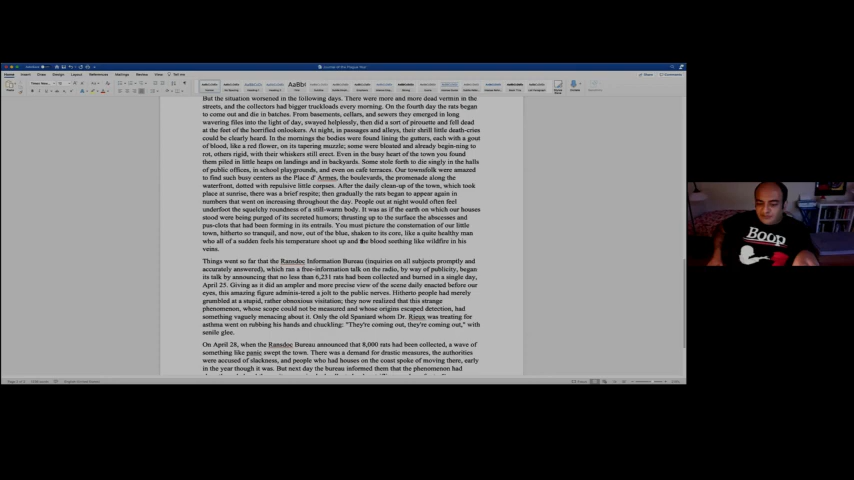 Journal of the Plague Year
Home Insert Draw Design Layout References Mailings Review View Tell me
Share Comments
But the situation worsened in the following days. There were more and more dead vermin in the
streets, and the collectors had bigger truckloads every morning. On the fourth day the rats began
to come out and die in batches. From basements, cellars, and sewers they emerged in long
wavering files into the light of day, swayed helplessly, then did a sort of pirouette and fell dead
at the feet of the horrified onlookers. At night, in passages and alleys, their shrill little death-cries
could be clearly heard. In the mornings the bodies were found lining the gutters, each with a gout
of blood, like a red flower, on its tapering muzzle; some were bloated and already begin-ning to
rot, others rigid, with their whiskers still erect. Even in the busy heart of the town you found
them piled in little heaps on landings and in backyards. Some stole forth to die singly in the halls
of public offices, in school playgrounds, and even on cafe terraces. Our townsfolk were amazed
to find such busy centers as the Place d' Armes, the boulevards, the promenade along the
waterfront, dotted with repulsive little corpses. After the daily clean-up of the town, which took
place at sunrise, there was a brief respite; then gradually the rats began to appear again in
numbers that went on increasing throughout the day. People out at night would often feel
underfoot the squelchy roundness of a still-warm body. It was as if the earth on which our houses
stood were being purged of its secreted humors; thrusting up to the surface the abscesses and
pus-clots that had been forming in its entrails. You must picture the consternation of our little
town, hitherto so tranquil, and now, out of the blue, shaken to its core, like a quite healthy man
who all of a sudden feels his temperature shoot up and the blood seething like wildfire in his
veins.
Things went so far that the Ransdoc Information Bureau (inquiries on all subjects promptly and
accurately answered), which ran a free-information talk on the radio, by way of publicity, began
its talk by announcing that no less than 6,231 rats had been collected and burned in a single day,
April 25. Giving as it did an ampler and more precise view of the scene daily enacted before our
eyes, this amazing figure adminis-tered a jolt to the public nerves. Hitherto people had merely
grumbled at a stupid, rather obnoxious visitation; they now realized that this strange
phenomenon, whose scope could not be measured and whose origins escaped detection, had
something vaguely menacing about it. Only the old Spaniard whom Dr. Rieux was treating for
asthma went on rubbing his hands and chuckling: "They're coming out, they're coming out," with
senile glee.
On April 28, when the Ransdoc Bureau announced that 8,000 rats had been collected, a wave of
something like panic swept the town. There was a demand for drastic measures, the authorities
were accused of slackness, and people who had houses on the coast spoke of moving there, early
in the year though it was. But next day the bureau informed them that the phenomenon had
Boop